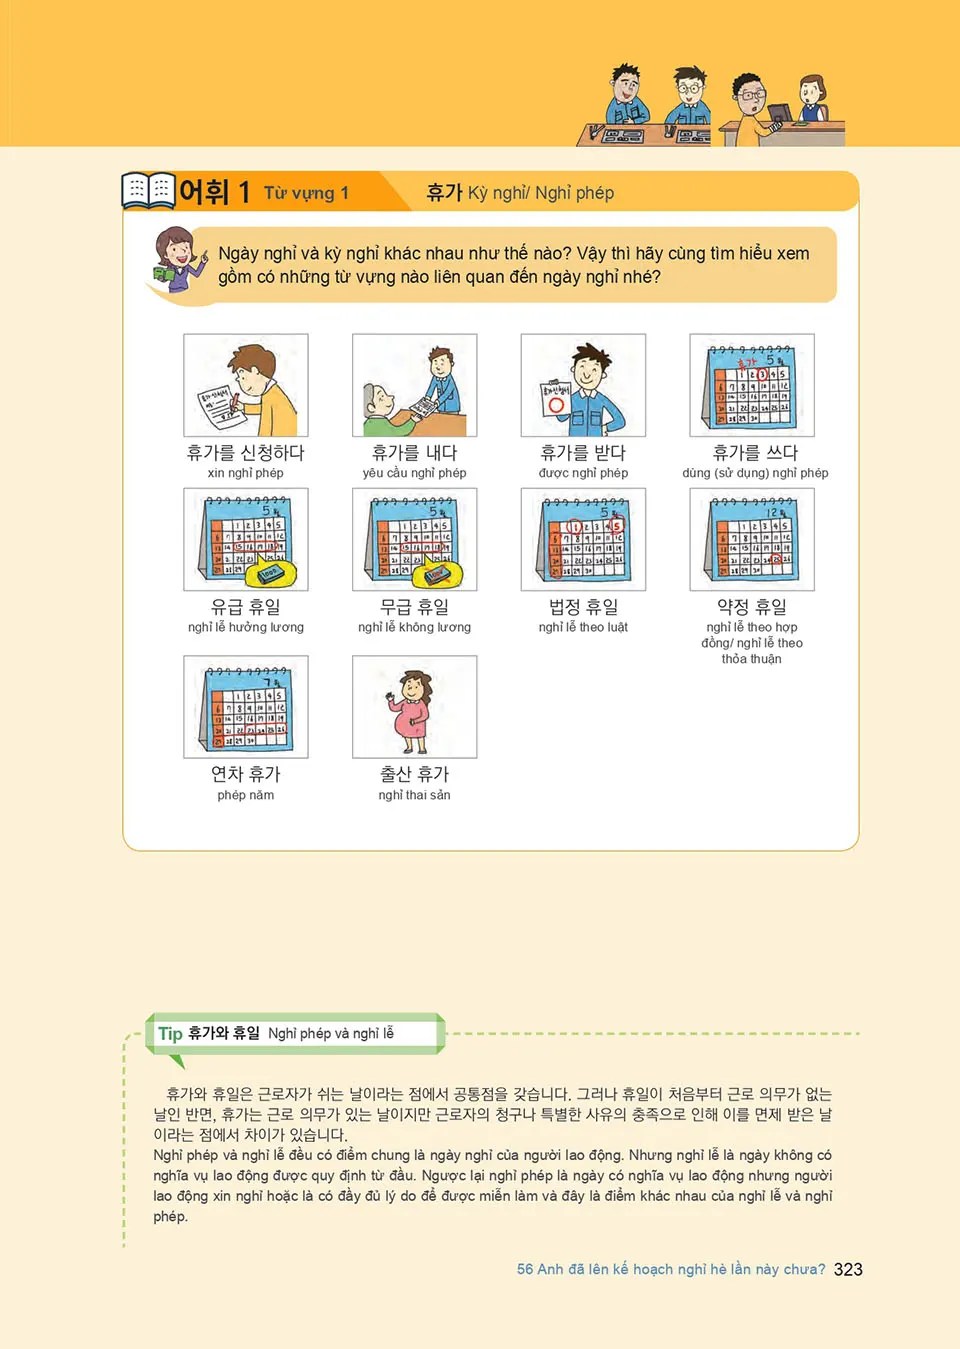 어휘 1 Từ vựng 1 휴가 Kỳ nghỉ/ Nghỉ phép
Ngày nghỉ và kỳ nghỉ khác nhau như thế nào? Vậy thì hãy cùng tìm hiểu xem
gồm có những từ vựng nào liên quan đến ngày nghỉ nhé?
휴가를 신청하다 휴가를 내다 휴가를 받다 휴가를 쓰다
xin nghỉ phép yêu cầu nghỉ phép được nghỉ phép dùng (sử dụng) nghỉ phép
유급 휴일 무급 휴일 법정 휴일 약정 휴일
nghỉ lễ hưởng lương nghỉ lễ không lương nghỉ lễ theo luật nghỉ lễ theo hợp
đồng/ nghỉ lễ theo
thỏa thuận
연차 휴가 출산 휴가
phép năm nghỉ thai sản
Tip 휴가와 휴일 Nghỉ phép và nghỉ lễ
휴가와 휴일은 근로자가 쉬는 날이라는 점에서 공통점을 갖습니다. 그러나 휴일이 처음부터 근로 의무가 없는
날인 반면, 휴가는 근로 의무가 있는 날이지만 근로자의 청구나 특별한 사유의 충족으로 인해 이를 면제 받은 날
이라는 점에서 차이가 있습니다.
Nghỉ phép và nghỉ lễ đều có điểm chung là ngày nghỉ của người lao động. Nhưng nghỉ lễ là ngày không có
nghĩa vụ lao động được quy định từ đầu. Ngược lại nghỉ phép là ngày có nghĩa vụ lao động nhưng người
lao động xin nghỉ hoặc là có đầy đủ lý do để được miễn làm và đây là điểm khác nhau của nghỉ lễ và nghỉ
phép.
56 Anh đã lên kế hoạch nghỉ hè lần này chưa? 323